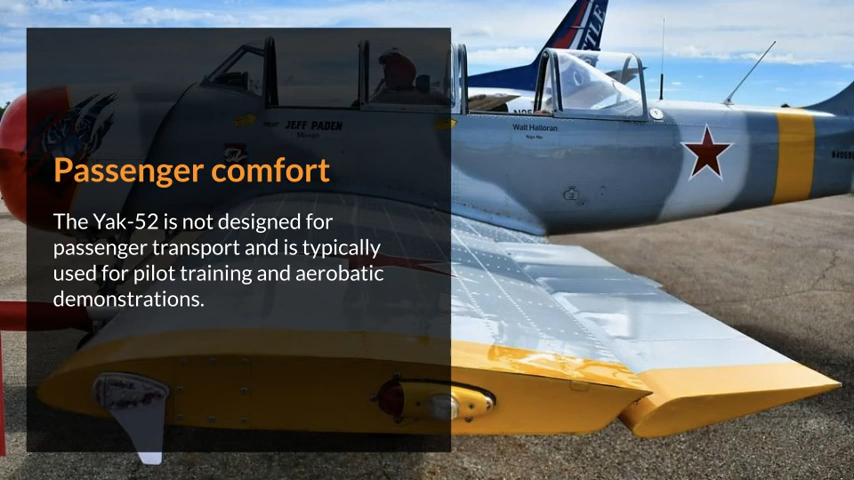 Passenger comfort
The Yak-52 is not designed for
passenger transport and is typically
used for pilot training and aerobatic
demonstrations.
JEFF PADEN
Walt Halloran